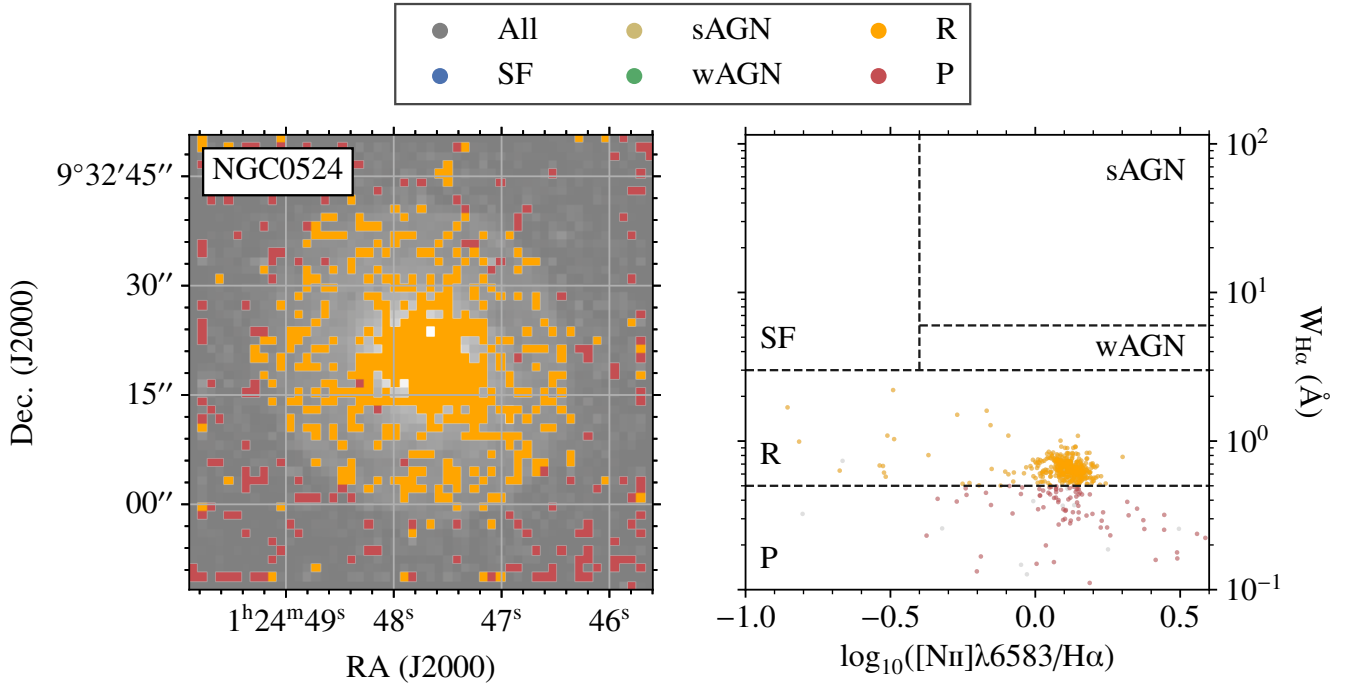 All sAGN R
SF wAGN P
NGC0524
9°32′45″
30″
15″
00″
Dec. (J2000)
1ʰ24ᵐ49ˢ 48ˢ 47ˢ 46ˢ
RA (J2000)
sAGN
SF
wAGN
R
P
10²
10¹
10⁰
10⁻¹
W_Hα (Å)
−1.0 −0.5 0.0 0.5
log₁₀([NII]λ6583/Hα)